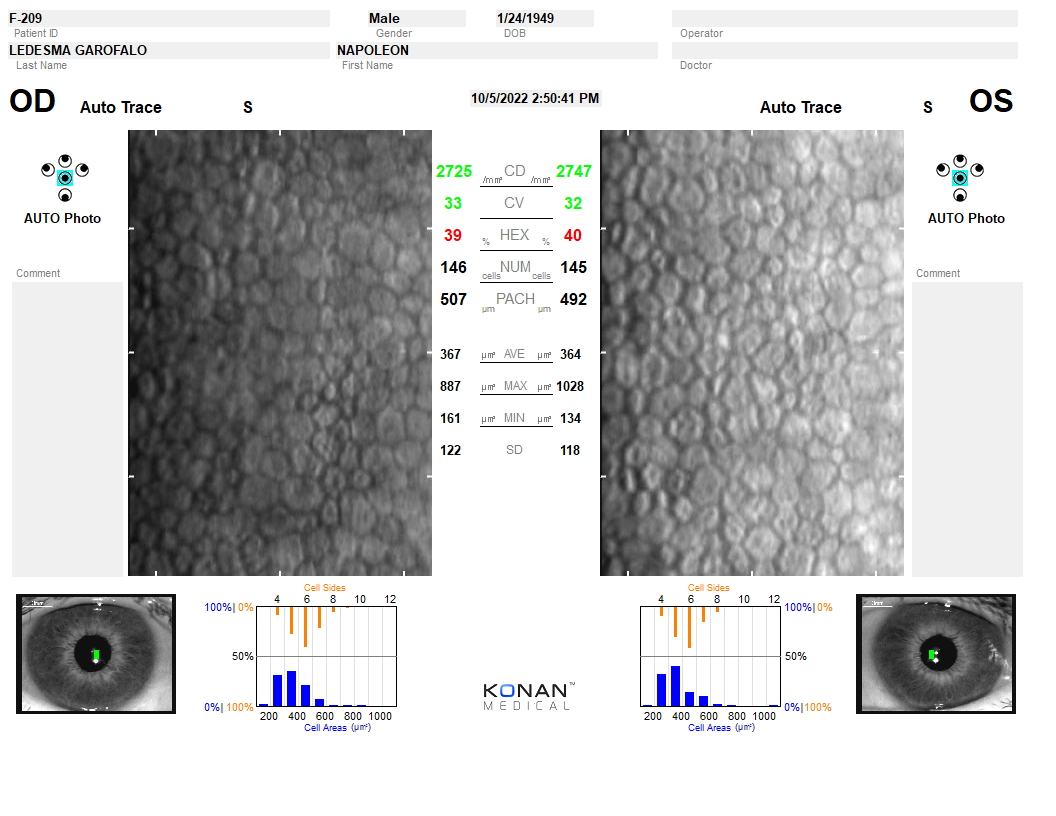 F-209 Male 1/24/1949
Patient ID Gender DOB Operator
LEDESMA GAROFALO NAPOLEON
Last Name First Name Doctor
OD Auto Trace S 10/5/2022 2:50:41 PM Auto Trace S OS
2725 /mm² CD /mm² 2747
33 CV 32
AUTO Photo AUTO Photo
39 % HEX % 40
146 cells NUM cells 145
Comment Comment
507 µm PACH µm 492
367 µm² AVE µm² 364
887 µm² MAX µm² 1028
161 µm² MIN µm² 134
122 SD 118
Cell Sides Cell Sides
4 6 8 10 12 4 6 8 12
100%|0% 100%|0%
50% 50%
KONAN™
MEDICAL
0%|100% 0%|100%
200 400 600 800 1000 200 400 600 800 1000
Cell Areas (µm²) Cell Areas (µm²)